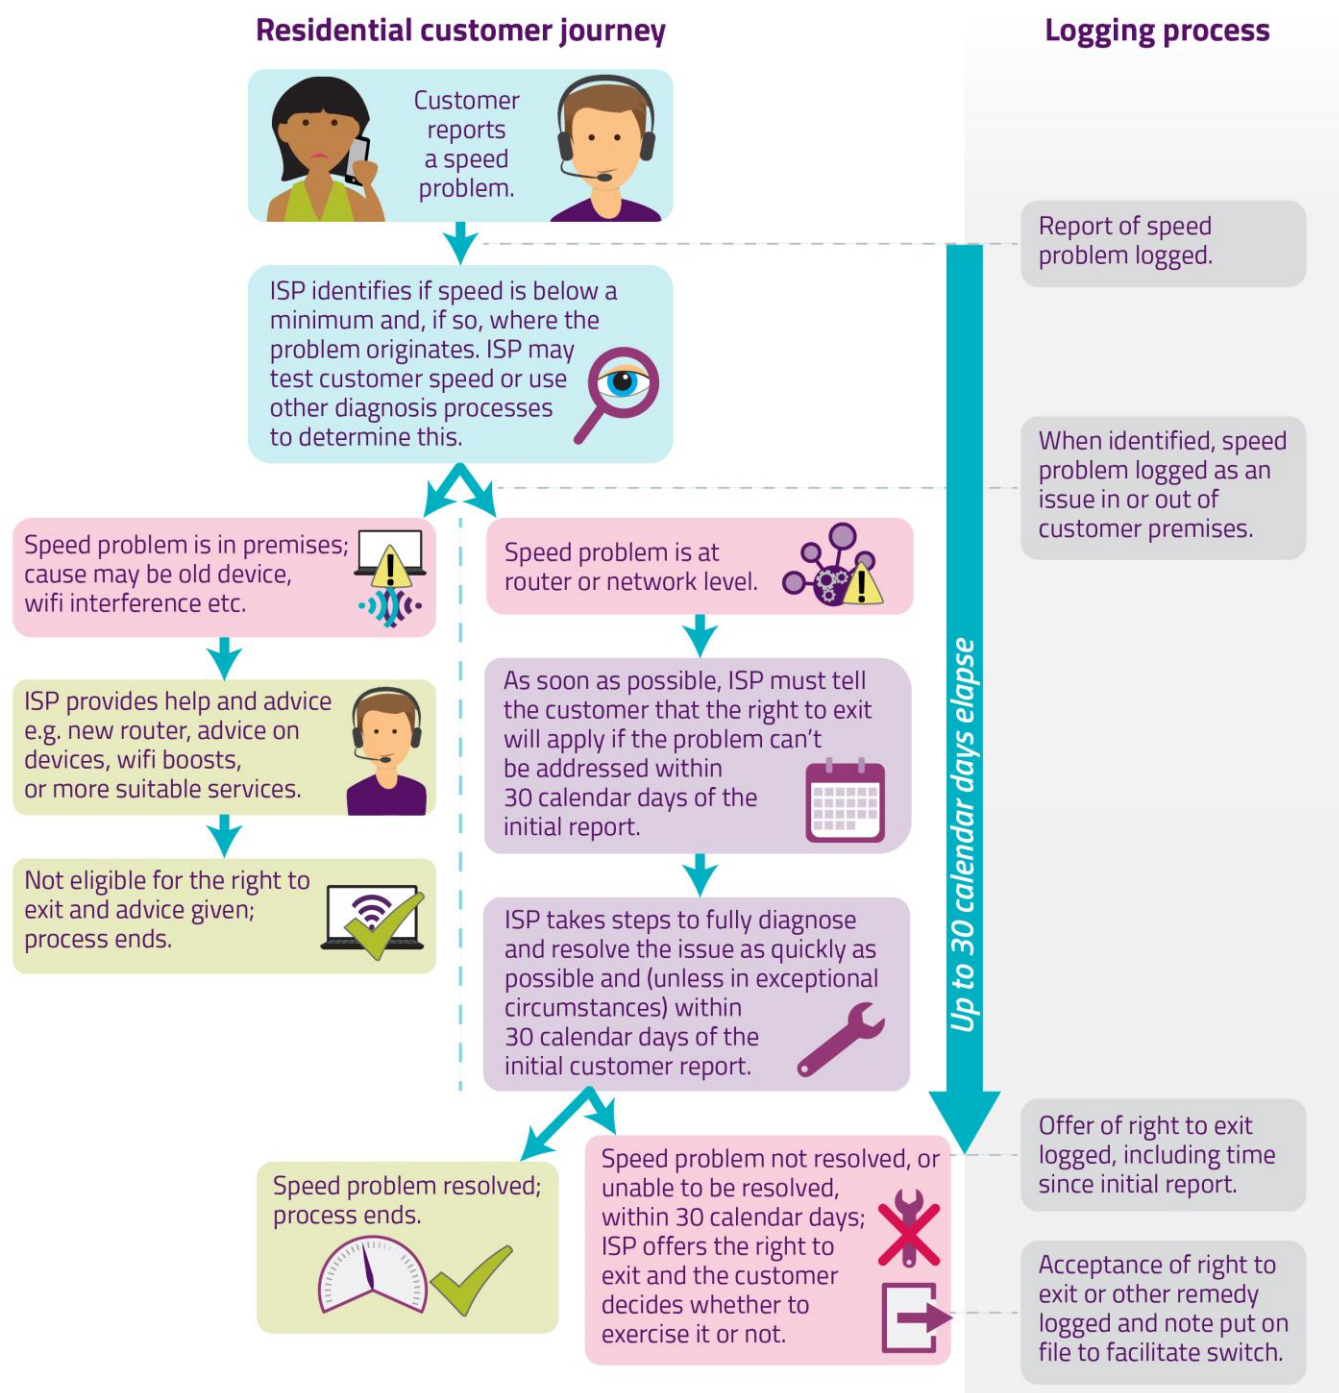 Residential customer journey
Logging process
Customer
reports
a speed
problem.
Report of speed
problem logged.
ISP identifies if speed is below a
minimum and, if so, where the
problem originates. ISP may
test customer speed or use
other diagnosis processes
to determine this.
When identified, speed
problem logged as an
issue in or out of
customer premises.
Speed problem is in premises;
cause may be old device,
wifi interference etc.
Speed problem is at
router or network level.
ISP provides help and advice
e.g. new router, advice on
devices, wifi boosts,
or more suitable services.
As soon as possible, ISP must tell
the customer that the right to exit
will apply if the problem can't
be addressed within
30 calendar days of the
initial report.
Up to 30 calendar days elapse
Not eligible for the right to
exit and advice given;
process ends.
ISP takes steps to fully diagnose
and resolve the issue as quickly as
possible and (unless in exceptional
circumstances) within
30 calendar days of the
initial customer report.
Speed problem resolved;
process ends.
Speed problem not resolved, or
unable to be resolved,
within 30 calendar days;
ISP offers the right to
exit and the customer
decides whether to
exercise it or not.
Offer of right to exit
logged, including time
since initial report.
Acceptance of right to
exit or other remedy
logged and note put on
file to facilitate switch.